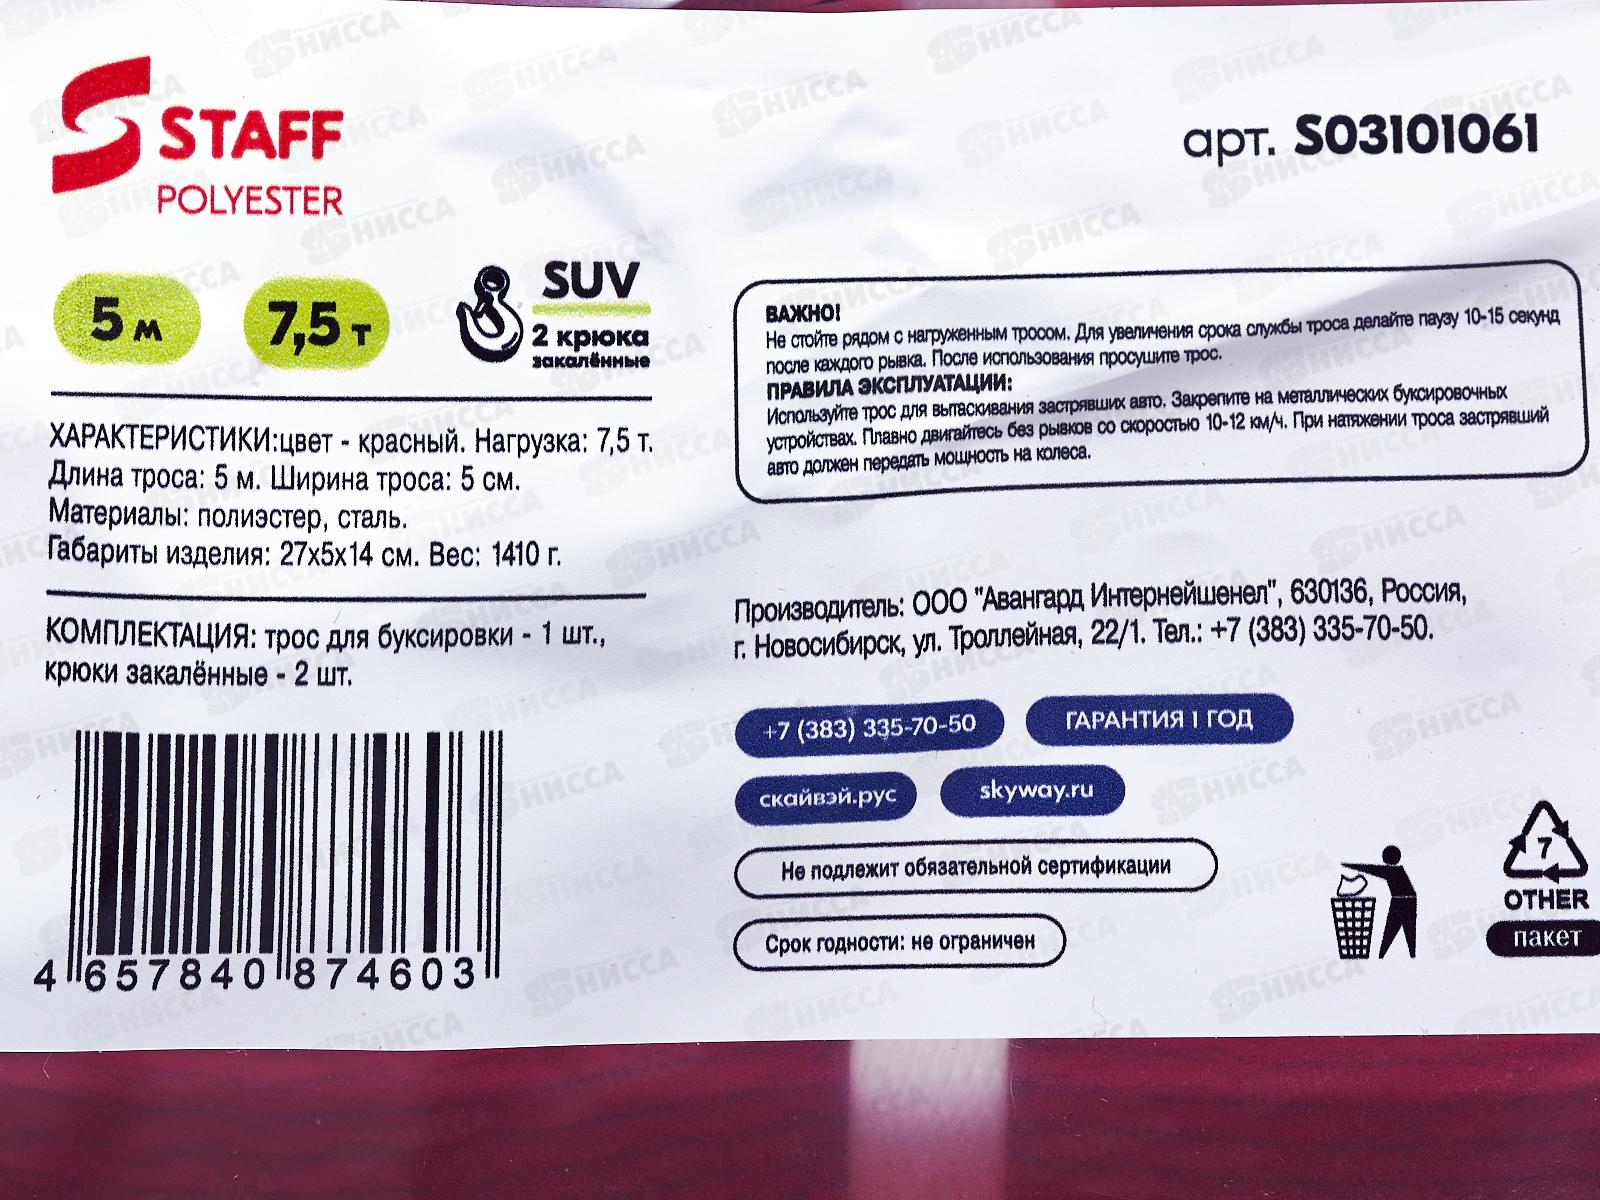 STAFF
POLYESTER
арт. S03101061
5 м
7,5 т
SUV
2 крюка
закалённые
ХАРАКТЕРИСТИКИ:цвет - красный. Нагрузка: 7,5 т.
Длина троса: 5 м. Ширина троса: 5 см.
Материалы: полиэстер, сталь.
Габариты изделия: 27x5x14 см. Вес: 1410 г.
КОМПЛЕКТАЦИЯ: трос для буксировки - 1 шт.,
крюки закалённые - 2 шт.
4 657840 874603
ВАЖНО!
Не стойте рядом с нагруженным тросом. Для увеличения срока службы троса делайте паузу 10-15 секунд
после каждого рывка. После использования просушите трос.
ПРАВИЛА ЭКСПЛУАТАЦИИ:
Используйте трос для вытаскивания застрявших авто. Закрепите на металлических буксировочных
устройствах. Плавно двигайтесь без рывков со скоростью 10-12 км/ч. При натяжении троса застрявший
авто должен передать мощность на колеса.
Производитель: ООО "Авангард Интернейшенел", 630136, Россия,
г. Новосибирск, ул. Троллейная, 22/1. Тел.: +7 (383) 335-70-50.
+7 (383) 335-70-50
ГАРАНТИЯ 1 ГОД
скайвэй.рус
skyway.ru
Не подлежит обязательной сертификации
Срок годности: не ограничен
7
OTHER
пакет
НИССА